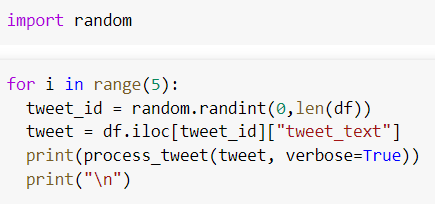 import random
for i in range(5):
  tweet_id = random.randint(0,len(df))
  tweet = df.iloc[tweet_id]["tweet_text"]
  print(process_tweet(tweet, verbose=True))
  print("\n")